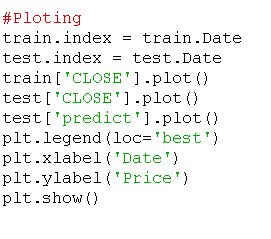 #Ploting
train.index = train.Date
test.index = test.Date
train['CLOSE'].plot()
test['CLOSE'].plot()
test['predict'].plot()
plt.legend(loc='best')
plt.xlabel('Date')
plt.ylabel('Price')
plt.show()